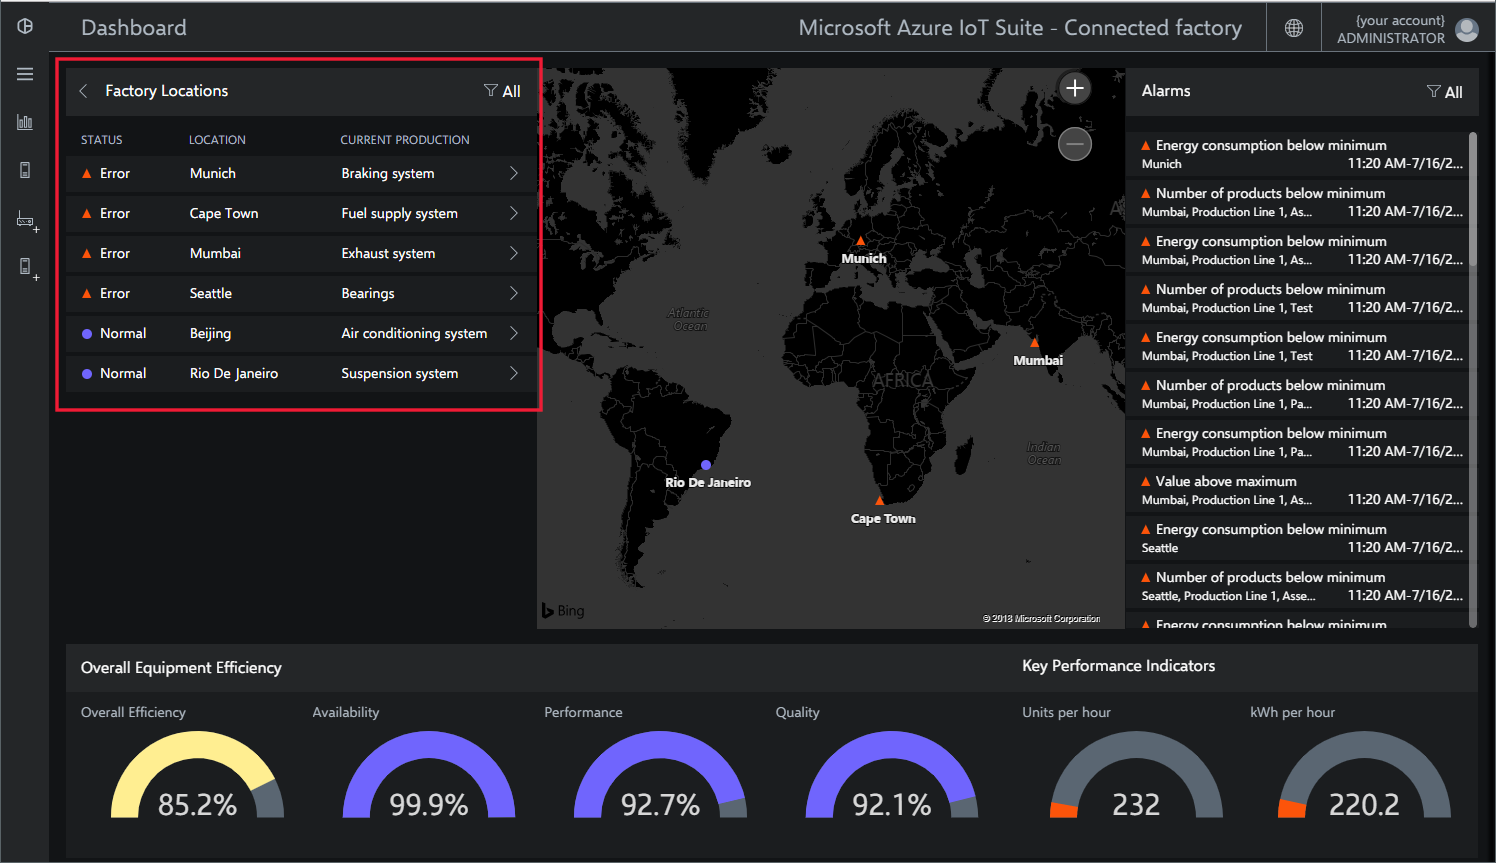 Dashboard
Microsoft Azure IoT Suite - Connected factory
{your account}
ADMINISTRATOR
Factory Locations
All
STATUS LOCATION CURRENT PRODUCTION
Error Munich Braking system
Error Cape Town Fuel supply system
Error Mumbai Exhaust system
Error Seattle Bearings
Normal Beijing Air conditioning system
Normal Rio De Janeiro Suspension system
Atlantic
Ocean
Munich
Mumbai
AFRICA
A
Indian
Ocean
Rio De Janeiro
Cape Town
Bing
© 2018 Microsoft Corporation
Alarms
All
Energy consumption below minimum
Munich 11:20 AM-7/16/2...
Number of products below minimum
Mumbai, Production Line 1, As... 11:20 AM-7/16/2...
Energy consumption below minimum
Mumbai, Production Line 1, As... 11:20 AM-7/16/2...
Number of products below minimum
Mumbai, Production Line 1, Test 11:20 AM-7/16/2...
Energy consumption below minimum
Mumbai, Production Line 1, Test 11:20 AM-7/16/2...
Number of products below minimum
Mumbai, Production Line 1, Pa... 11:20 AM-7/16/2...
Energy consumption below minimum
Mumbai, Production Line 1, Pa... 11:20 AM-7/16/2...
Value above maximum
Mumbai, Production Line 1, As... 11:20 AM-7/16/2...
Energy consumption below minimum
Seattle 11:20 AM-7/16/2...
Number of products below minimum
Seattle, Production Line 1, Asse... 11:20 AM-7/16/2...
Energy consumption below minimum
Overall Equipment Efficiency
Key Performance Indicators
Overall Efficiency Availability Performance Quality Units per hour kWh per hour
85.2% 99.9% 92.7% 92.1% 232 220.2